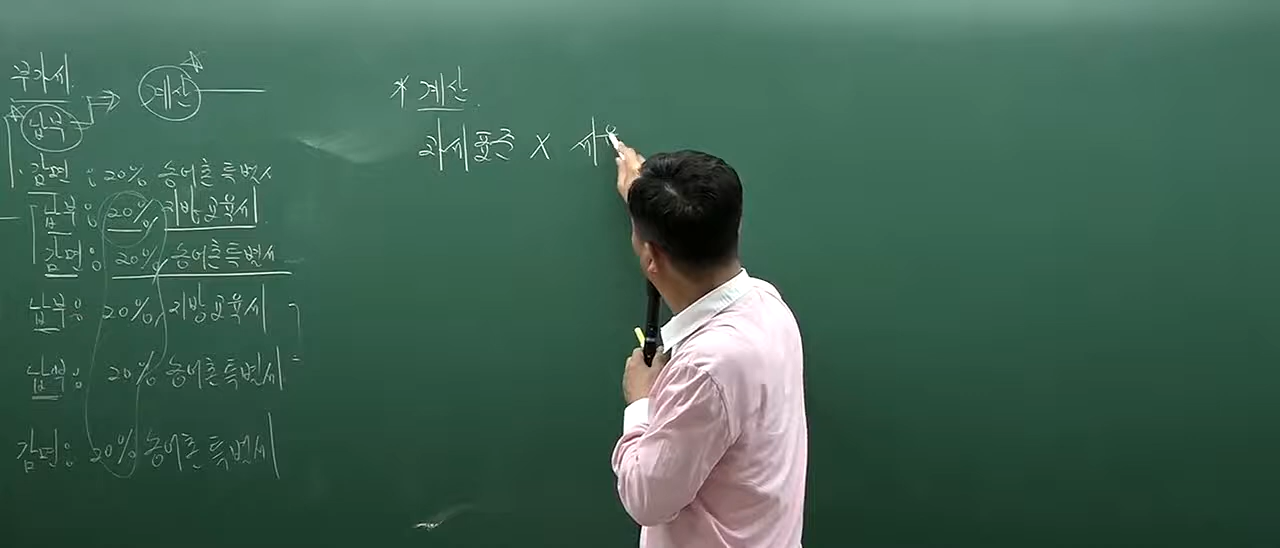 부가세
납부 ⇒ 계산
감면 : 20% 농어촌특별세
납부 : 20% 지방교육세
감면 : 20% 농어촌특별세
납부 : 20% 지방교육세
납부 : 20% 농어촌특별세
감면 : 20% 농어촌특별세
* 계산
과세표준 X 세